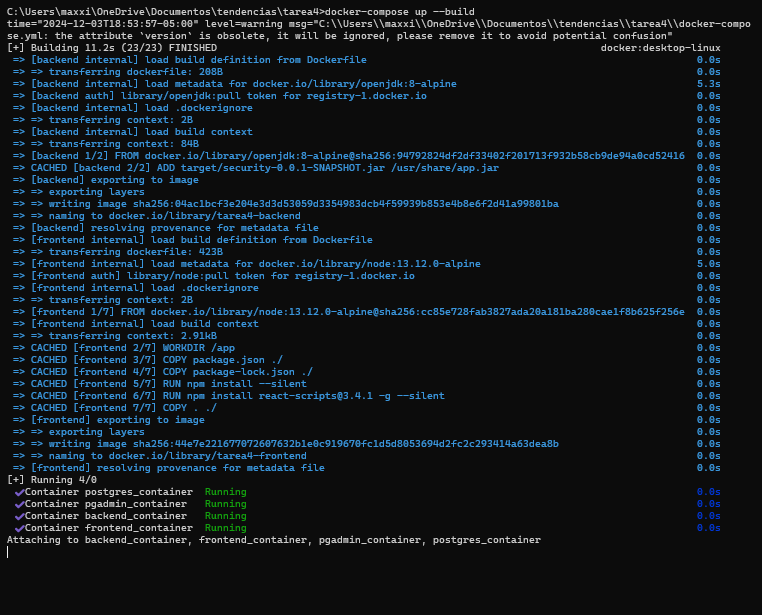 C:\Users\maxxi\OneDrive\Documentos\tendencias\tarea4>docker-compose up --build
time="2024-12-03T18:53:57-05:00" level=warning msg="C:\\Users\\maxxi\\OneDrive\\Documentos\\tendencias\\tarea4\\docker-compo
se.yml: the attribute `version` is obsolete, it will be ignored, please remove it to avoid potential confusion"
[+] Building 11.2s (23/23) FINISHED docker:desktop-linux
=> [backend internal] load build definition from Dockerfile 0.0s
=> => transferring dockerfile: 208B 0.0s
=> [backend internal] load metadata for docker.io/library/openjdk:8-alpine 5.3s
=> [backend auth] library/openjdk:pull token for registry-1.docker.io 0.0s
=> [backend internal] load .dockerignore 0.0s
=> => transferring context: 2B 0.0s
=> [backend internal] load build context 0.0s
=> => transferring context: 84B 0.0s
=> [backend 1/2] FROM docker.io/library/openjdk:8-alpine@sha256:94792824df2df33402f201713f932b58cb9de94a0cd52416 0.0s
=> CACHED [backend 2/2] ADD target/security-0.0.1-SNAPSHOT.jar /usr/share/app.jar 0.0s
=> [backend] exporting to image 0.0s
=> => exporting layers 0.0s
=> => writing image sha256:04ac1bcf3e204e3d3d53059d3354983dcb4f59939b853e4b8e6f2d41a99801ba 0.0s
=> => naming to docker.io/library/tarea4-backend 0.0s
=> [backend] resolving provenance for metadata file 0.0s
=> [frontend internal] load build definition from Dockerfile 0.0s
=> => transferring dockerfile: 423B 0.0s
=> [frontend internal] load metadata for docker.io/library/node:13.12.0-alpine 5.0s
=> [frontend auth] library/node:pull token for registry-1.docker.io 0.0s
=> [frontend internal] load .dockerignore 0.0s
=> => transferring context: 2B 0.0s
=> [frontend 1/7] FROM docker.io/library/node:13.12.0-alpine@sha256:cc85e728fab3827ada20a181ba280cae1f8b625f256e 0.0s
=> [frontend internal] load build context 0.0s
=> => transferring context: 2.91kB 0.0s
=> CACHED [frontend 2/7] WORKDIR /app 0.0s
=> CACHED [frontend 3/7] COPY package.json ./ 0.0s
=> CACHED [frontend 4/7] COPY package-lock.json ./ 0.0s
=> CACHED [frontend 5/7] RUN npm install --silent 0.0s
=> CACHED [frontend 6/7] RUN npm install react-scripts@3.4.1 -g --silent 0.0s
=> CACHED [frontend 7/7] COPY . ./ 0.0s
=> [frontend] exporting to image 0.0s
=> => exporting layers 0.0s
=> => writing image sha256:44e7e221677072607632b1e0c919670fc1d5d8053694d2fc2c293414a63dea8b 0.0s
=> => naming to docker.io/library/tarea4-frontend 0.0s
=> [frontend] resolving provenance for metadata file 0.0s
[+] Running 4/0
✔Container postgres_container Running 0.0s
✔Container pgadmin_container Running 0.0s
✔Container backend_container Running 0.0s
✔Container frontend_container Running 0.0s
Attaching to backend_container, frontend_container, pgadmin_container, postgres_container